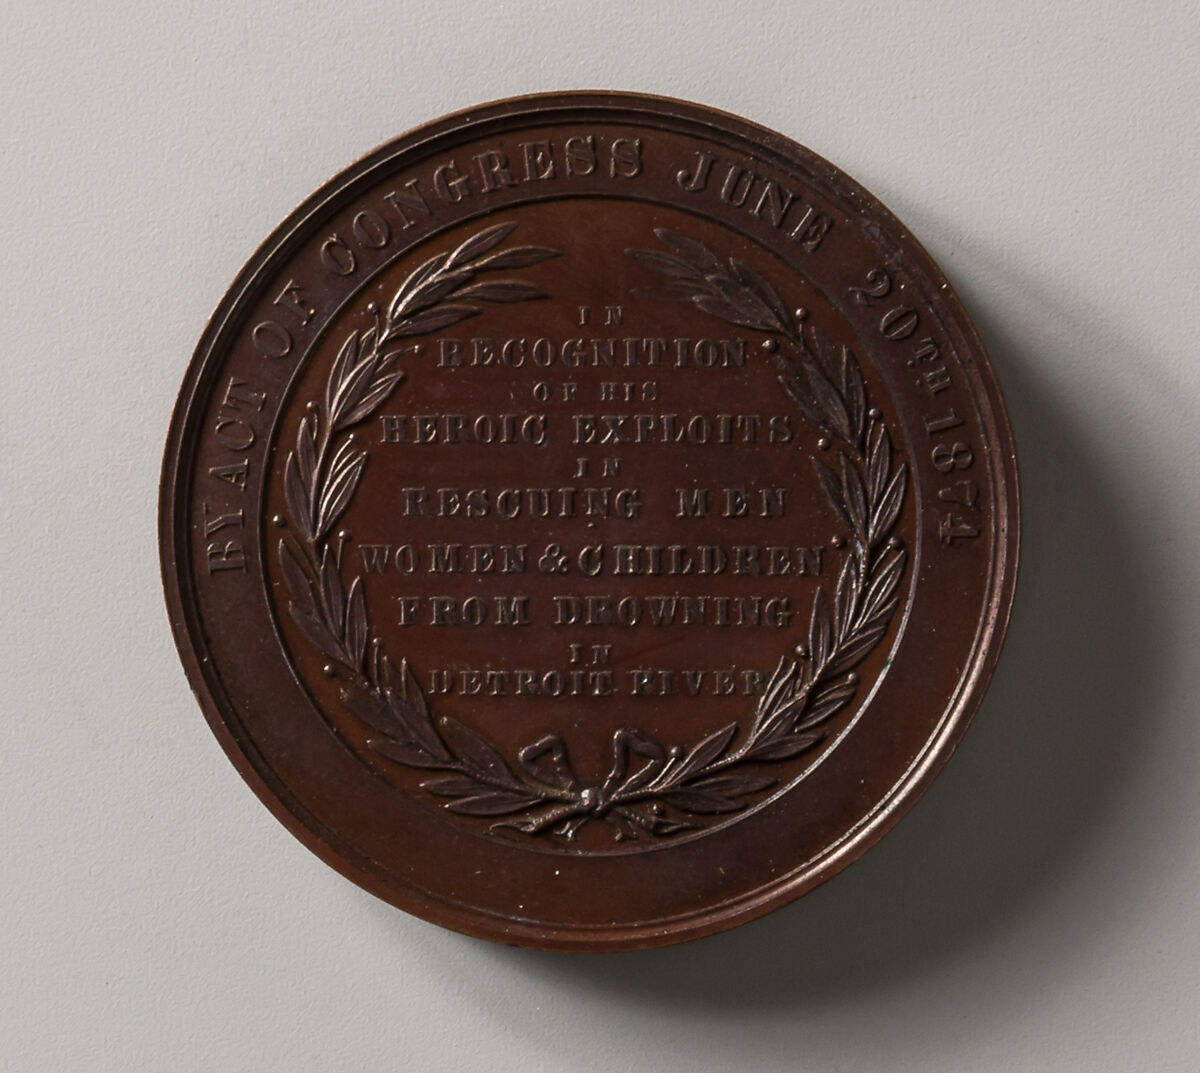 BY ACT OF CONGRESS JUNE 20TH 1874
IN
RECOGNITION
OF HIS
HEROIC EXPLOITS
IN
RESCUING MEN
WOMEN & CHILDREN
FROM DROWNING
IN
DETROIT RIVER